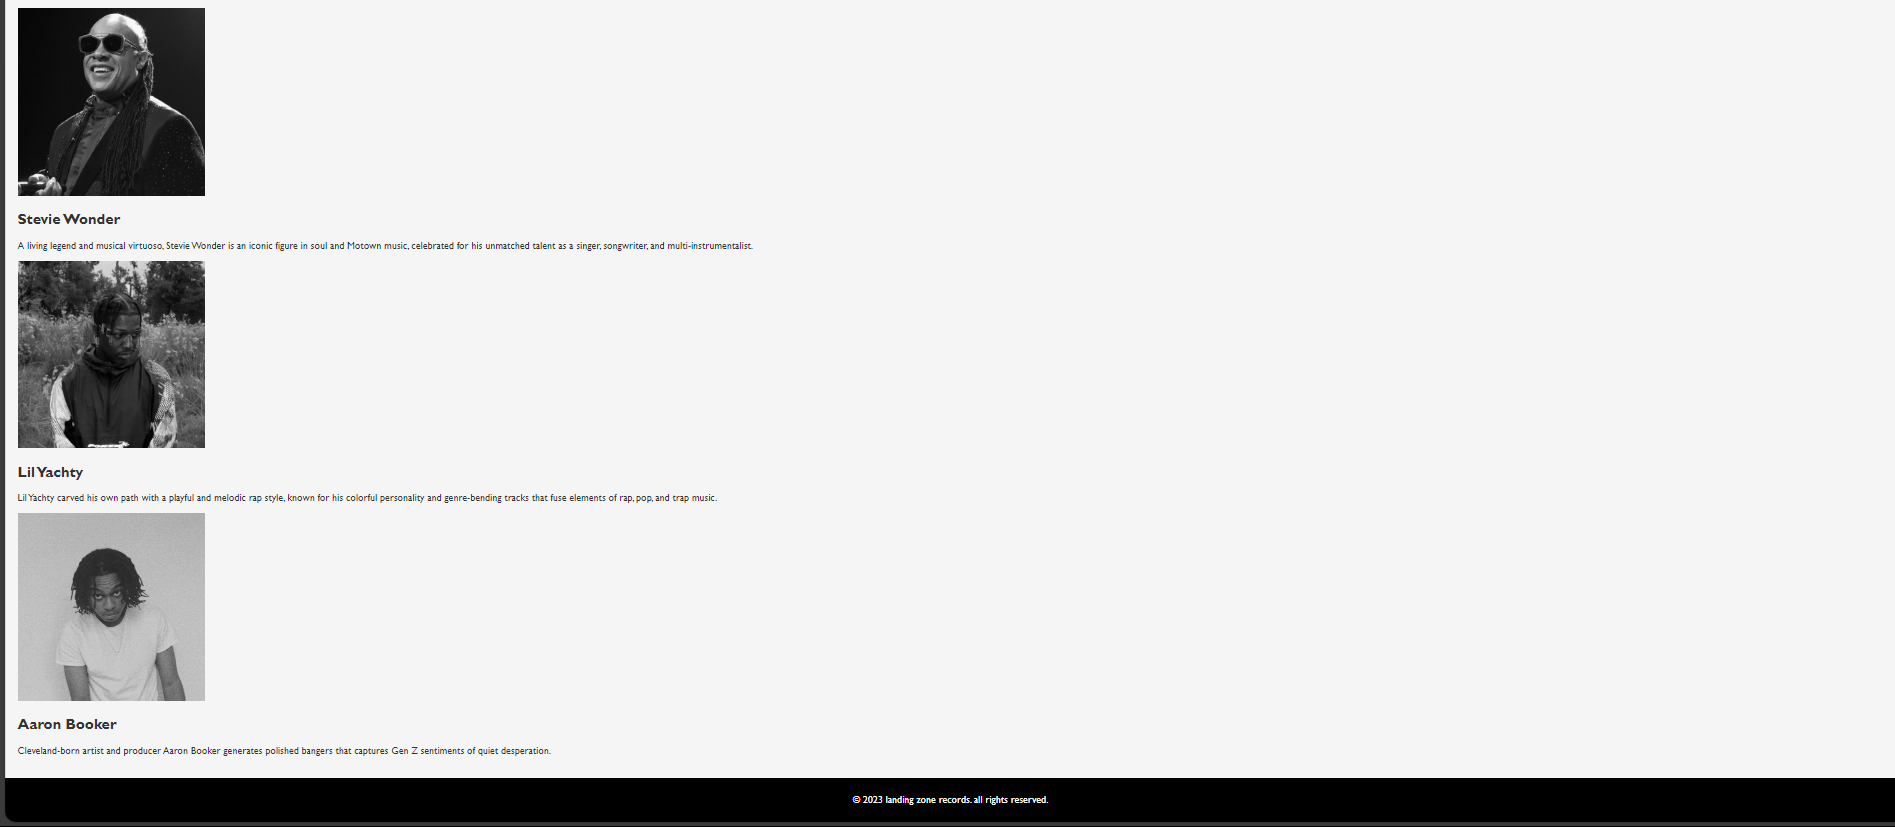 Stevie Wonder
A living legend and musical virtuoso, Stevie Wonder is an iconic figure in soul and Motown music, celebrated for his unmatched talent as a singer, songwriter, and multi-instrumentalist.
Lil Yachty
Lil Yachty carved his own path with a playful and melodic rap style, known for his colorful personality and genre-bending tracks that fuse elements of rap, pop, and trap music.
Aaron Booker
Cleveland-born artist and producer Aaron Booker generates polished bangers that captures Gen Z sentiments of quiet desperation.
© 2023 landing zone records. all rights reserved.